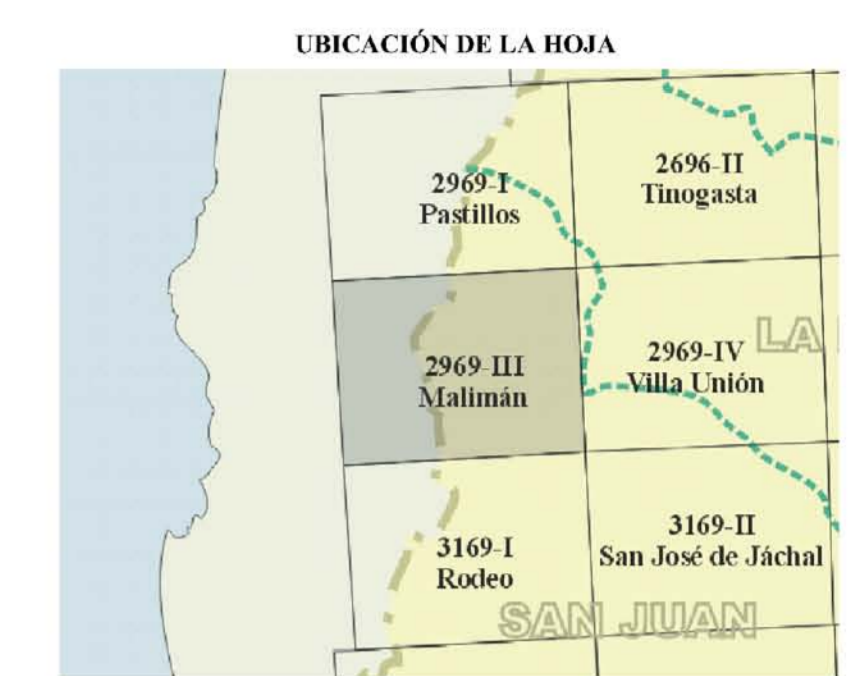 UBICACIÓN DE LA HOJA
2969-I
Pastillos
2696-II
Tinogasta
2969-III
Malimán
2969-IV
Villa Unión
LA
3169-I
Rodeo
3169-II
San José de Jáchal
SAN JUAN